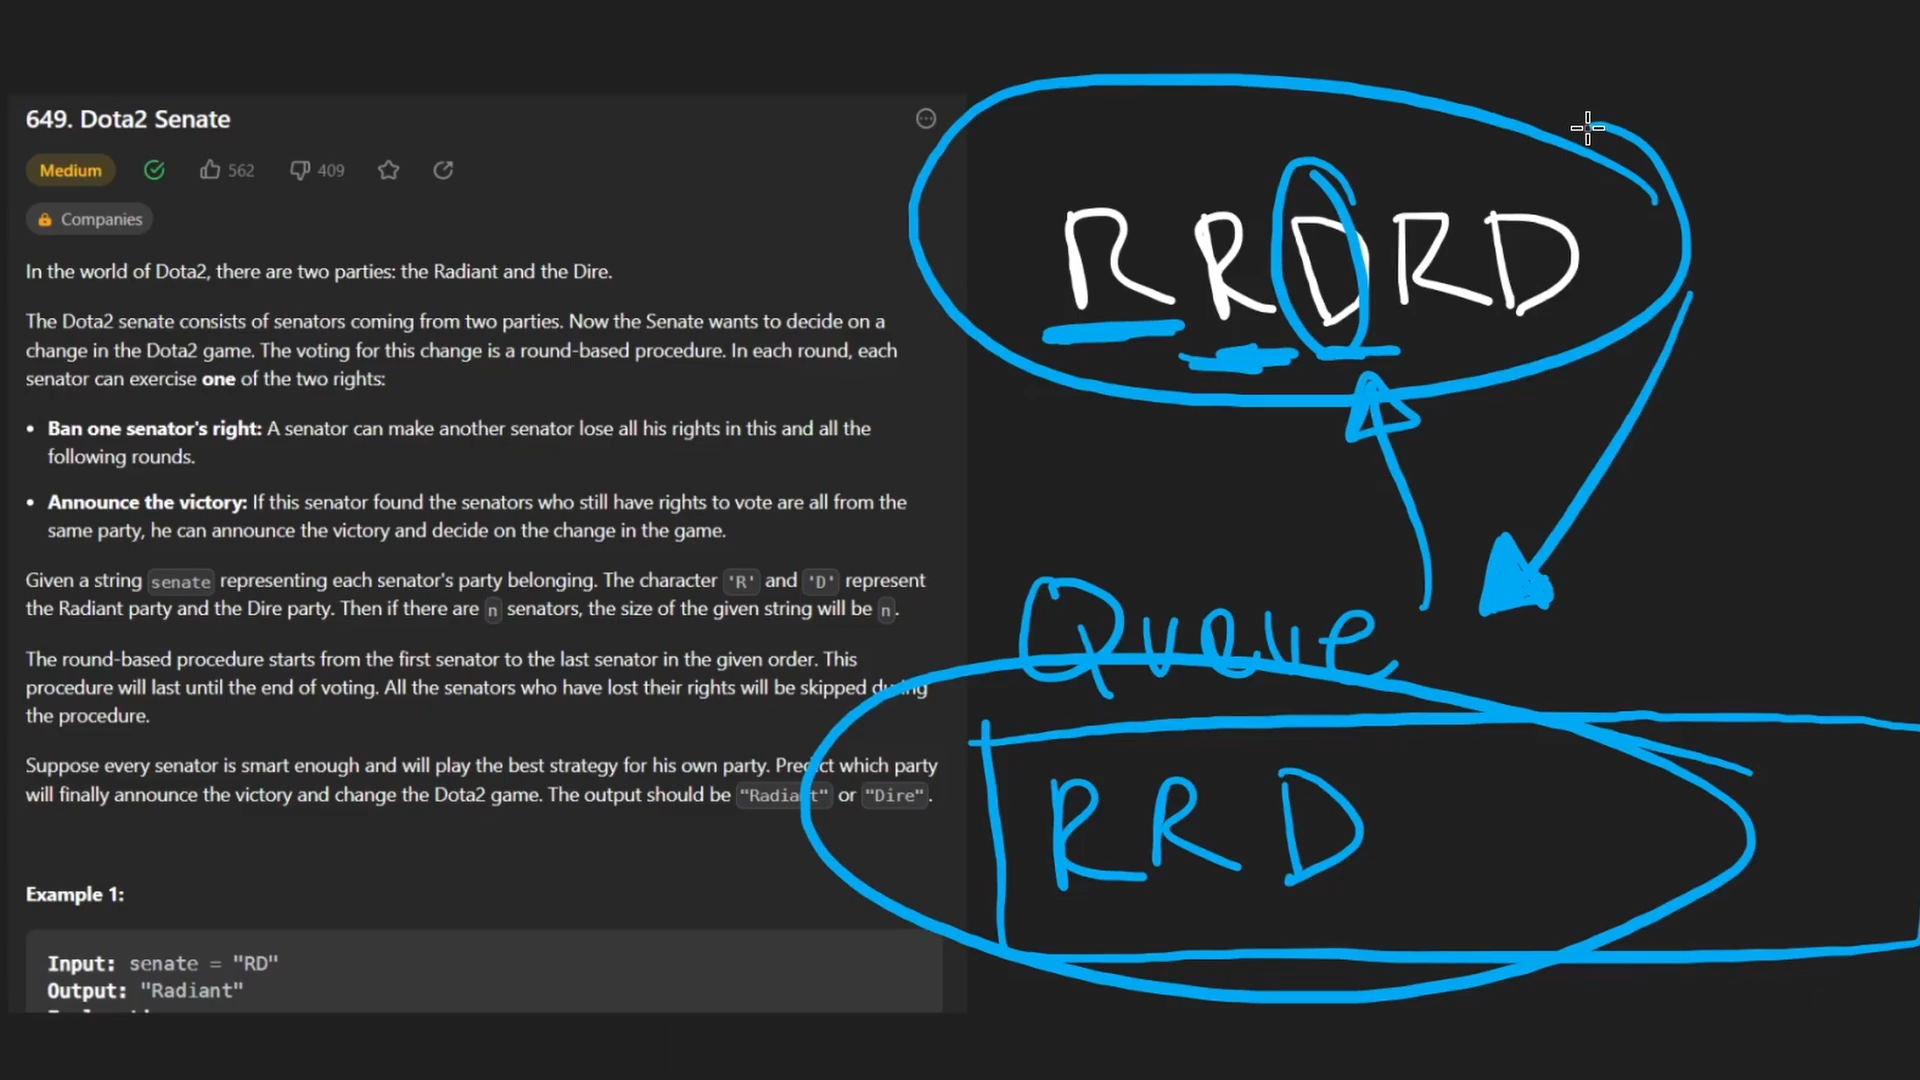 649. Dota2 Senate
Medium 562 409
Companies
In the world of Dota2, there are two parties: the Radiant and the Dire.
The Dota2 senate consists of senators coming from two parties. Now the Senate wants to decide on a
change in the Dota2 game. The voting for this change is a round-based procedure. In each round, each
senator can exercise one of the two rights:
• Ban one senator's right: A senator can make another senator lose all his rights in this and all the
following rounds.
• Announce the victory: If this senator found the senators who still have rights to vote are all from the
same party, he can announce the victory and decide on the change in the game.
Given a string senate representing each senator's party belonging. The character 'R' and 'D' represent
the Radiant party and the Dire party. Then if there are n senators, the size of the given string will be n.
The round-based procedure starts from the first senator to the last senator in the given order. This
procedure will last until the end of voting. All the senators who have lost their rights will be skipped during
the procedure.
Suppose every senator is smart enough and will play the best strategy for his own party. Predict which party
will finally announce the victory and change the Dota2 game. The output should be "Radiant" or "Dire".
Example 1:
Input: senate = "RD"
Output: "Radiant"
R R D R D
Queue
R R D